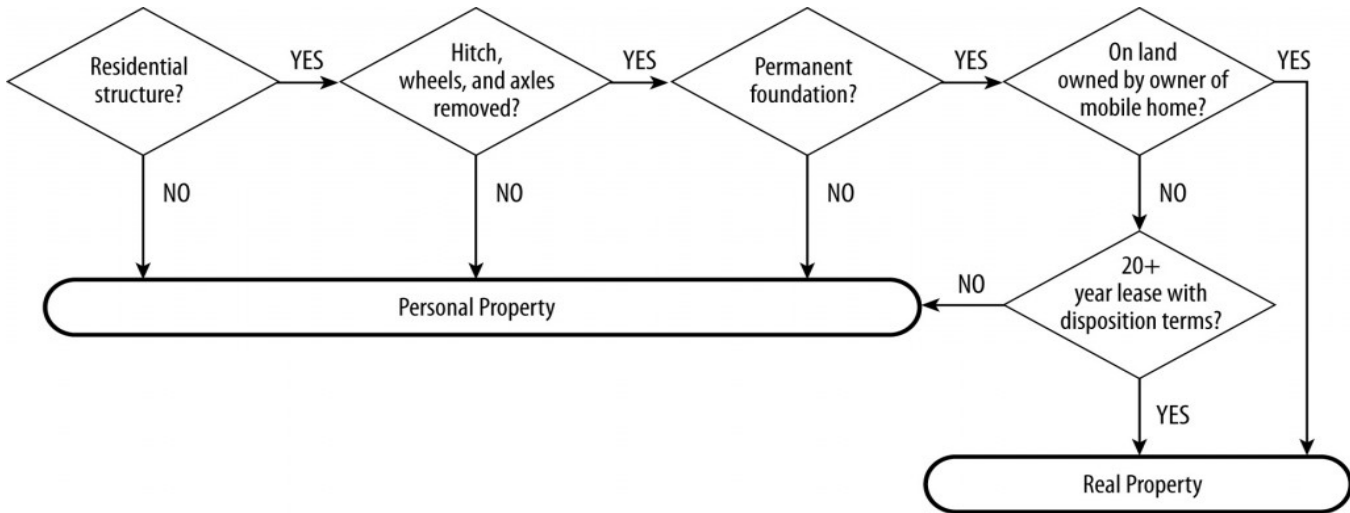 Residential
structure?
YES
Hitch,
wheels, and axles
removed?
YES
Permanent
foundation?
YES
On land
owned by owner of
mobile home?
YES
NO
NO
NO
NO
Personal Property
NO
20+
year lease with
disposition terms?
YES
Real Property